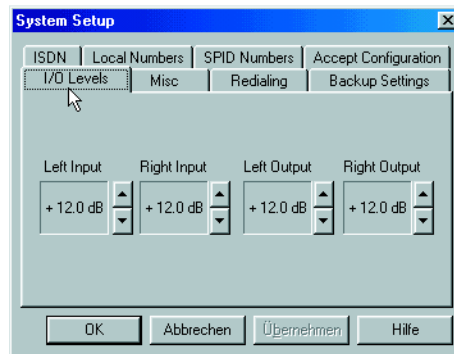 System Setup
ISDN Local Numbers SPID Numbers Accept Configuration
I/O Levels Misc Redialing Backup Settings
Left Input Right Input Left Output Right Output
+ 12.0 dB + 12.0 dB + 12.0 dB + 12.0 dB
OK Abbrechen Übernehmen Hilfe